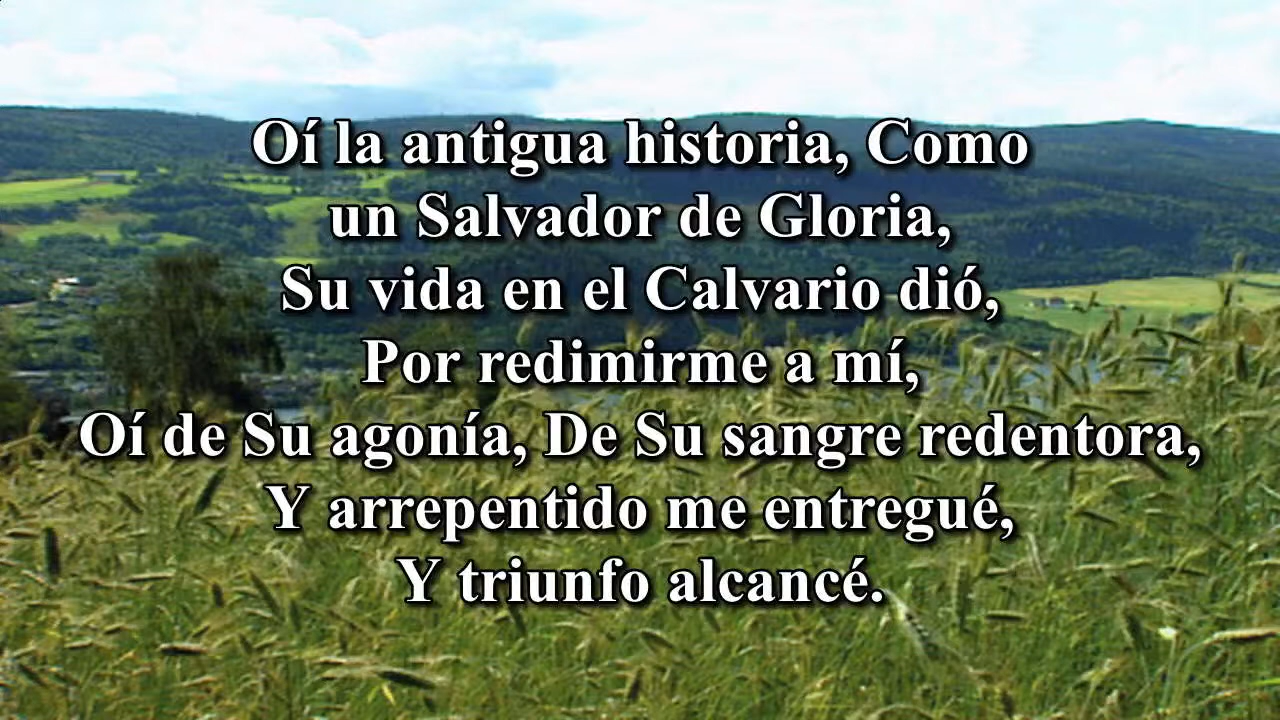 Oí la antigua historia, Como
un Salvador de Gloria,
Su vida en el Calvario dió,
Por redimirme a mí,
Oí de Su agonía, De Su sangre redentora,
Y arrepentido me entregué,
Y triunfo alcancé.